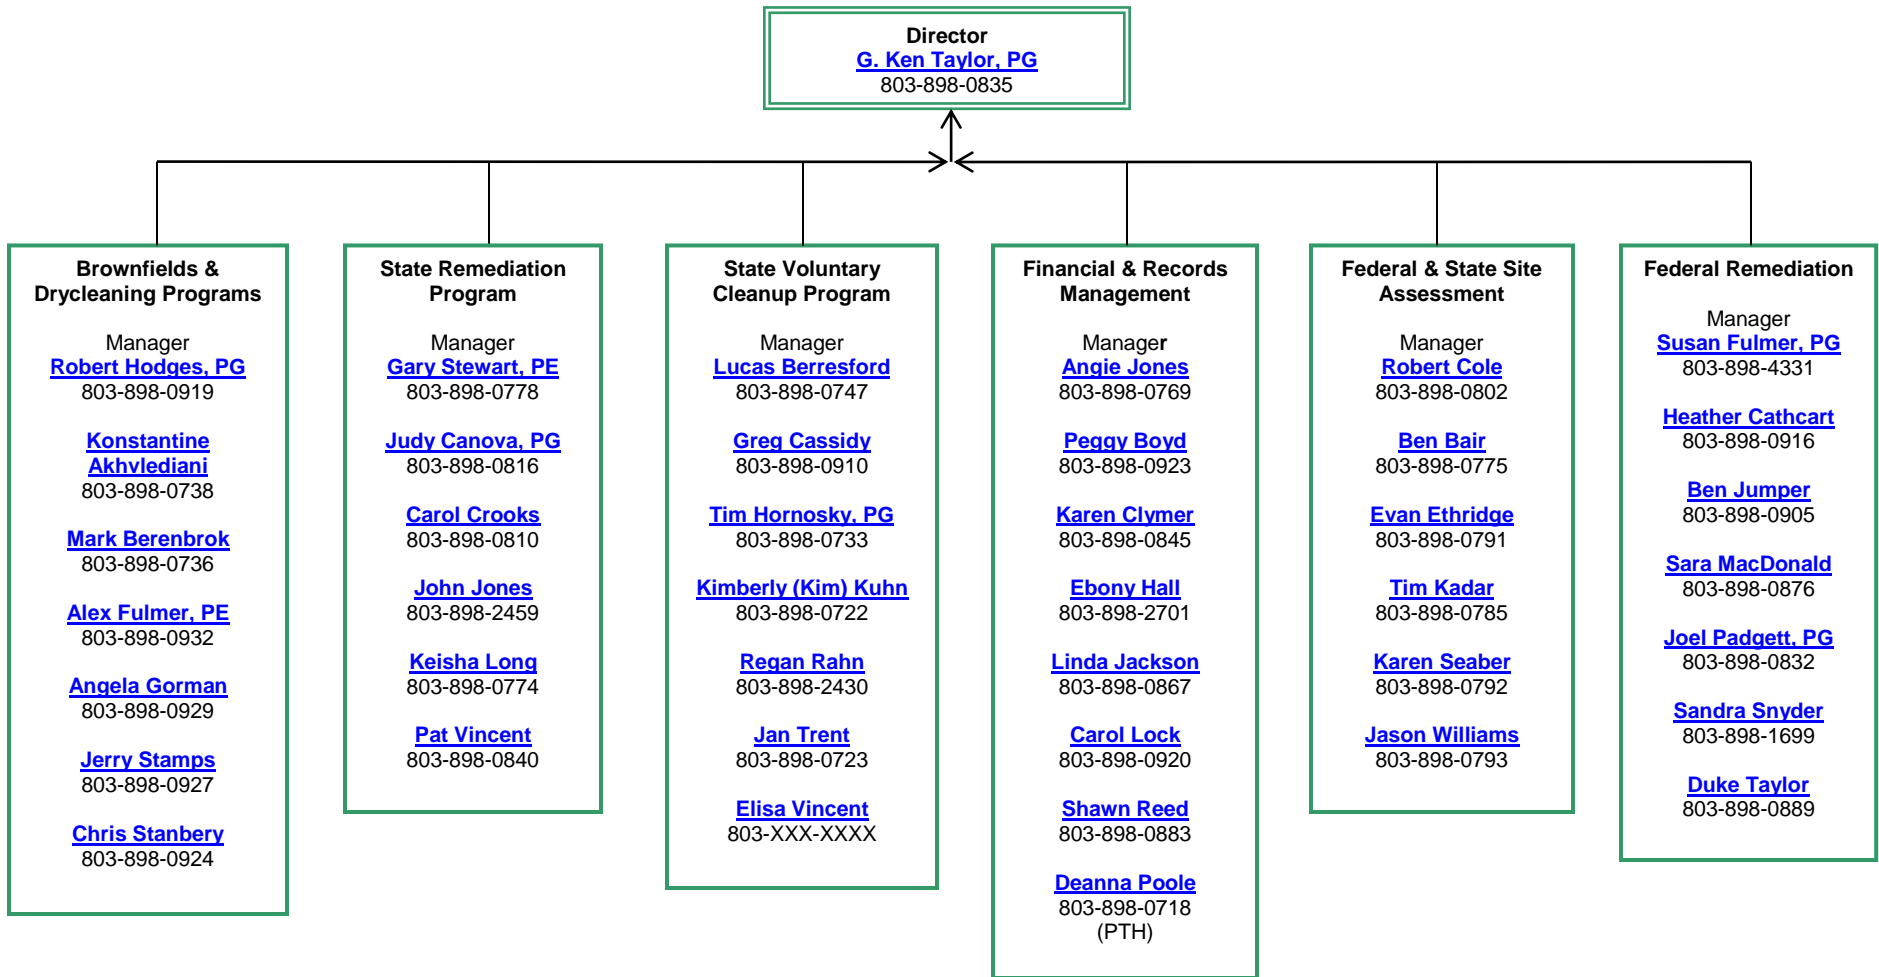 Director
G. Ken Taylor, PG
803-898-0835
Brownfields &
Drycleaning Programs
Manager
Robert Hodges, PG
803-898-0919
Konstantine
Akhvlediani
803-898-0738
Mark Berenbrok
803-898-0736
Alex Fulmer, PE
803-898-0932
Angela Gorman
803-898-0929
Jerry Stamps
803-898-0927
Chris Stanbery
803-898-0924
State Remediation
Program
Manager
Gary Stewart, PE
803-898-0778
Judy Canova, PG
803-898-0816
Carol Crooks
803-898-0810
John Jones
803-898-2459
Keisha Long
803-898-0774
Pat Vincent
803-898-0840
State Voluntary
Cleanup Program
Manager
Lucas Berresford
803-898-0747
Greg Cassidy
803-898-0910
Tim Hornosky, PG
803-898-0733
Kimberly (Kim) Kuhn
803-898-0722
Regan Rahn
803-898-2430
Jan Trent
803-898-0723
Elisa Vincent
803-XXX-XXXX
Financial & Records
Management
Manager
Angie Jones
803-898-0769
Peggy Boyd
803-898-0923
Karen Clymer
803-898-0845
Ebony Hall
803-898-2701
Linda Jackson
803-898-0867
Carol Lock
803-898-0920
Shawn Reed
803-898-0883
Deanna Poole
803-898-0718
(PTH)
Federal & State Site
Assessment
Manager
Robert Cole
803-898-0802
Ben Bair
803-898-0775
Evan Ethridge
803-898-0791
Tim Kadar
803-898-0785
Karen Seaber
803-898-0792
Jason Williams
803-898-0793
Federal Remediation
Manager
Susan Fulmer, PG
803-898-4331
Heather Cathcart
803-898-0916
Ben Jumper
803-898-0905
Sara MacDonald
803-898-0876
Joel Padgett, PG
803-898-0832
Sandra Snyder
803-898-1699
Duke Taylor
803-898-0889